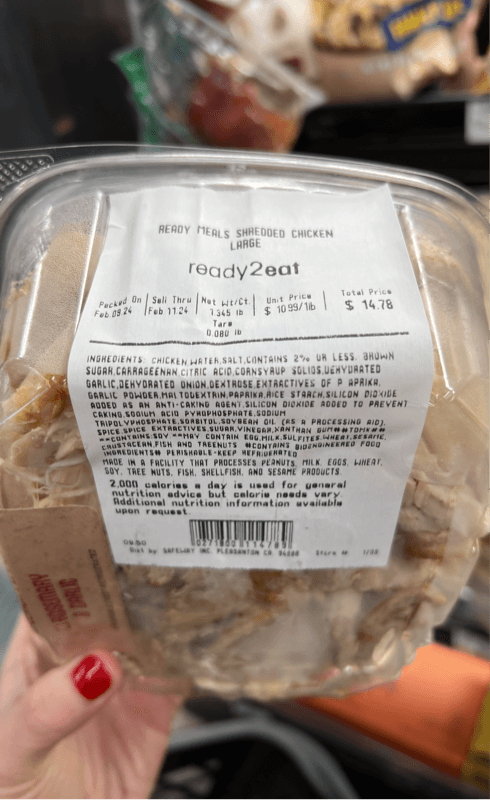 READY MEALS SHREDDED CHICKEN
LARGE
ready2eat
Packed On Sell Thru Net Wt/Ct. Unit Price Total Price
Feb 09 24 Feb 11 24 1.345 lb $ 10.99/lb $ 14.78
Tare
0.080 lb
INGREDIENTS: CHICKEN,WATER,SALT,CONTAINS 2% OR LESS. BROWN
SUGAR,CARRAGEENAN,CITRIC ACID,CORNSYRUP SOLIDS,DEHYDRATED
GARLIC,DEHYDRATED ONION,DEXTROSE,EXTRACTIVES OF P APRIKA,
GARLIC POWDER,MALTODEXTRIN,PAPRIKA,RICE STARCH,SILICON DIOXIDE
ADDED AS AN ANTI-CAKING AGENT,SILICON DIOXIDE ADDED TO PREVENT
CAKING,SODIUM ACID PYROPHOSPHATE,SODIUM
TRIPOLYPHOSPHATE,SORBITOL,SOYBEAN OIL (AS A PROCESSING AID),
SPICE,SPICE EXTRACTIVES,SUGAR,VINEGAR,XANTHAN GUM
**CONTAINS:SOY **MAY CONTAIN EGG,MILK,SULFITES,WHEAT,SESAME,
CRUSTACEAN FISH AND TREENUTS *CONTAINS BIOENGINEERED FOOD
INGREDIENTS* PERISHABLE-KEEP REFRIGERATED
MADE IN A FACILITY THAT PROCESSES PEANUTS, MILK, EGGS, WHEAT,
SOY, TREE NUTS, FISH, SHELLFISH, AND SESAME PRODUCTS.
2,000 calories a day is used for general
nutrition advice but calorie needs vary.
Additional nutrition information available
upon request.
Dist by SAFEWAY INC. PLEASANTON CA 94588